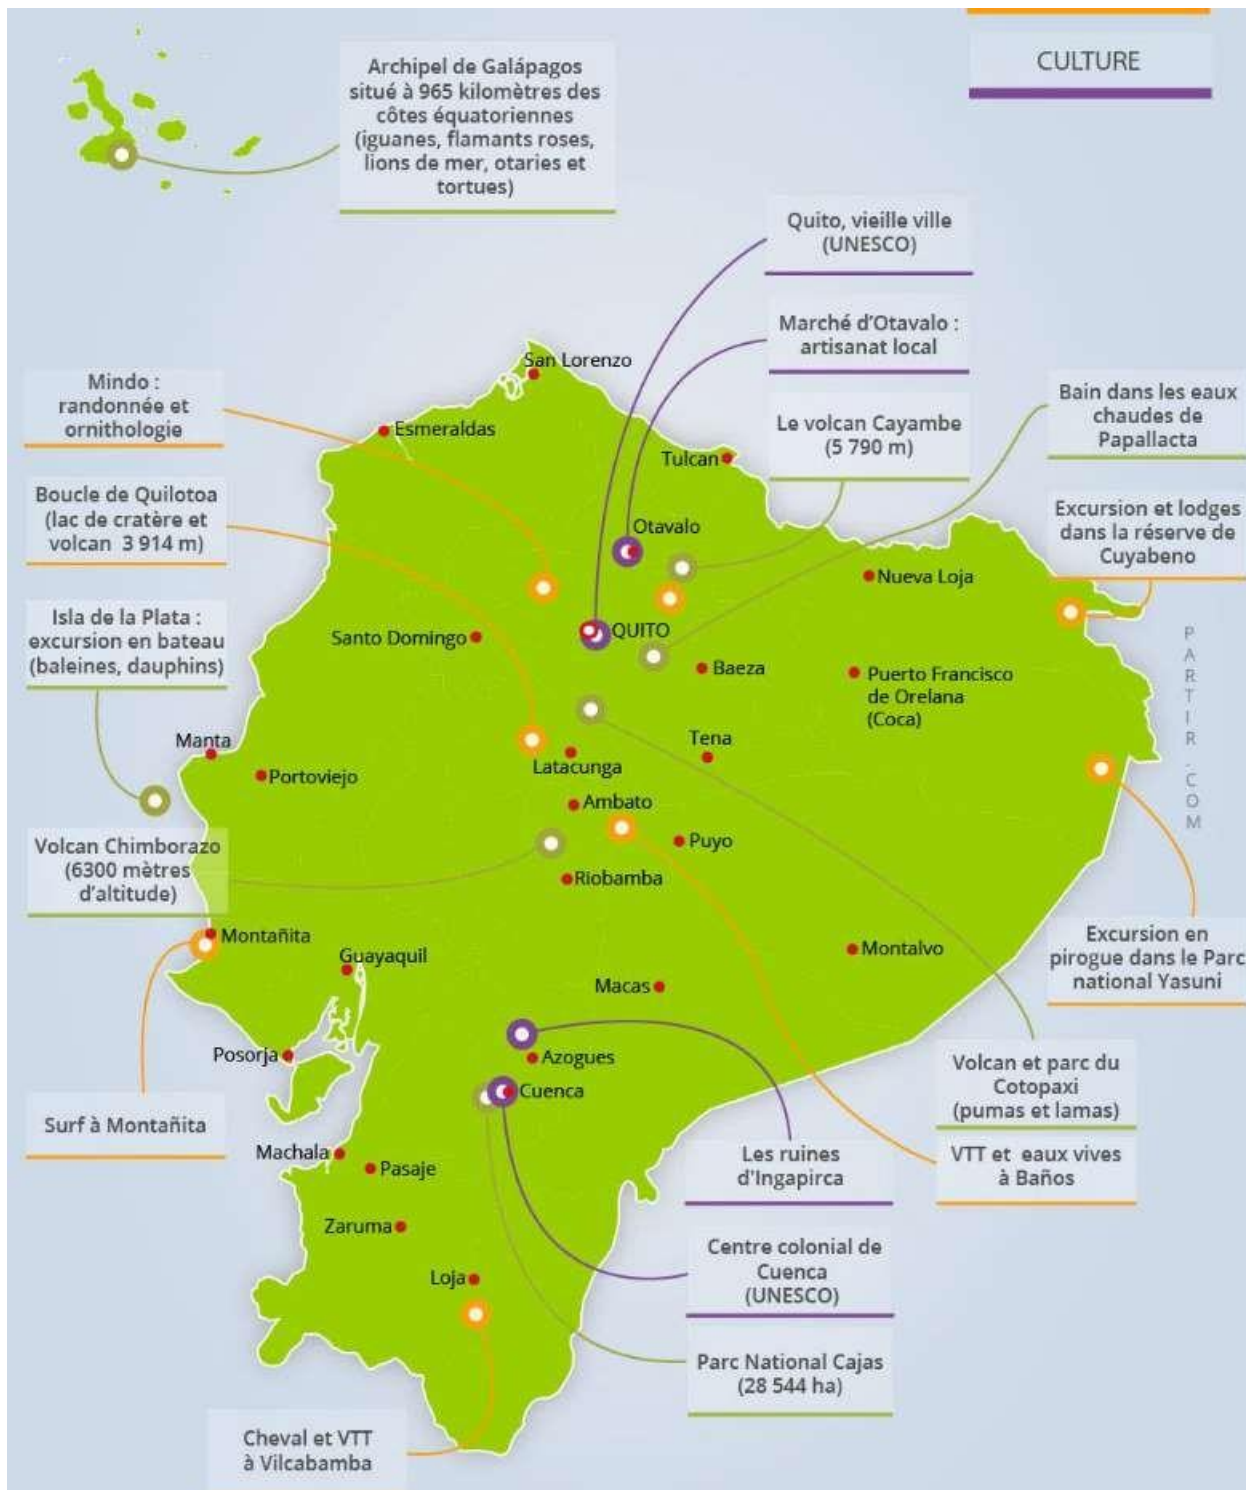 CULTURE
Archipel de Galápagos
situé à 965 kilomètres des
côtes équatoriennes
(iguanes, flamants roses,
lions de mer, otaries et
tortues)
Quito, vieille ville
(UNESCO)
Marché d'Otavalo :
artisanat local
Mindo :
randonnée et
ornithologie
Le volcan Cayambe
(5 790 m)
Bain dans les eaux
chaudes de
Papallacta
Boucle de Quilotoa
(lac de cratère et
volcan 3 914 m)
Excursion et lodges
dans la réserve de
Cuyabeno
Isla de la Plata :
excursion en bateau
(baleines, dauphins)
San Lorenzo
Esmeraldas
Tulcan
Otavalo
Nueva Loja
Santo Domingo
QUITO
Baeza
Puerto Francisco
de Orelana
(Coca)
PARTIR.COM
Manta
Portoviejo
Latacunga
Tena
Ambato
Puyo
Riobamba
Volcan Chimborazo
(6300 mètres
d'altitude)
Montañita
Guayaquil
Macas
Montalvo
Excursion en
pirogue dans le Parc
national Yasuni
Posorja
Azogues
Cuenca
Volcan et parc du
Cotopaxi
(pumas et lamas)
Surf à Montañita
Machala
Pasaje
Les ruines
d'Ingapirca
VTT et eaux vives
à Baños
Zaruma
Centre colonial de
Cuenca
(UNESCO)
Loja
Parc National Cajas
(28 544 ha)
Cheval et VTT
à Vilcabamba